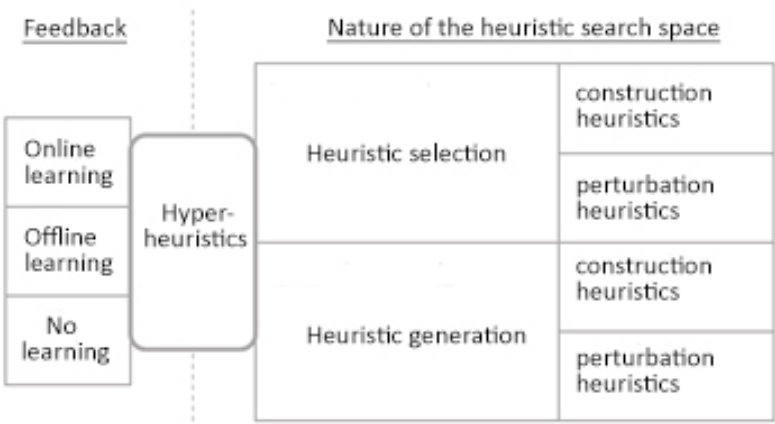 Feedback
Nature of the heuristic search space
Online
learning
Offline
learning
No
learning
Hyper-
heuristics
Heuristic selection
construction
heuristics
perturbation
heuristics
Heuristic generation
construction
heuristics
perturbation
heuristics